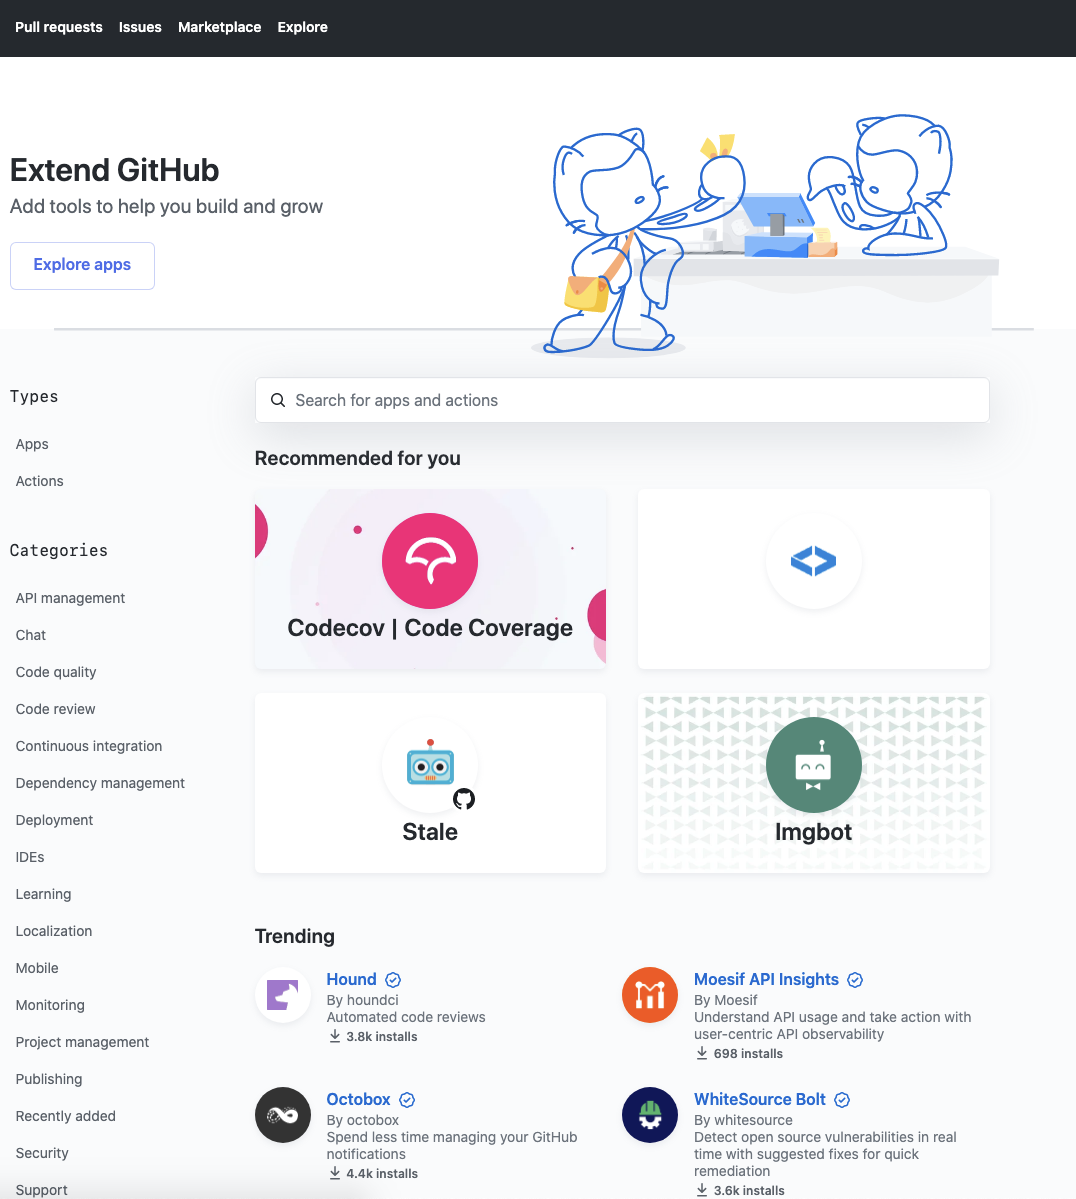 Pull requests Issues Marketplace Explore
Extend GitHub
Add tools to help you build and grow
Explore apps
Types
Apps
Actions
Categories
API management
Chat
Code quality
Code review
Continuous integration
Dependency management
Deployment
IDEs
Learning
Localization
Mobile
Monitoring
Project management
Publishing
Recently added
Security
Support
Search for apps and actions
Recommended for you
Codecov | Code Coverage
Stale
Imgbot
Trending
Hound
By houndci
Automated code reviews
3.8k installs
Moesif API Insights
By Moesif
Understand API usage and take action with
user-centric API observability
698 installs
Octobox
By octobox
Spend less time managing your GitHub
notifications
4.4k installs
WhiteSource Bolt
By whitesource
Detect open source vulnerabilities in real
time with suggested fixes for quick
remediation
3.6k installs